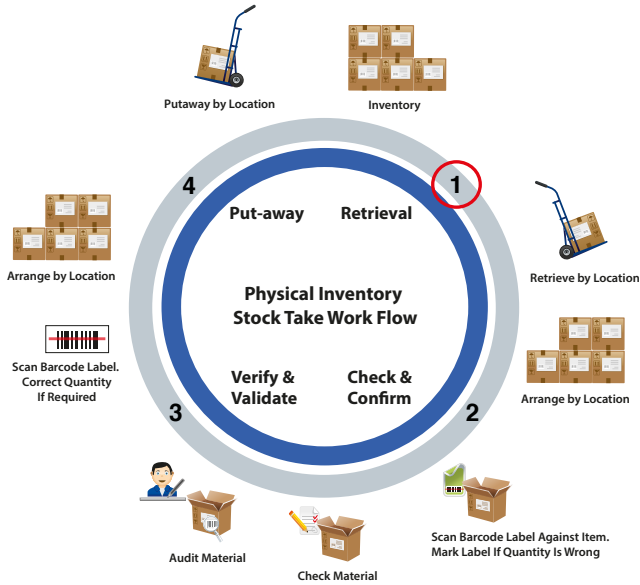 Putaway by Location
Inventory
4
1
Put-away
Retrieval
Arrange by Location
Retrieve by Location
Physical Inventory
Stock Take Work Flow
Scan Barcode Label.
Correct Quantity
If Required
Verify &
Validate
Check &
Confirm
Arrange by Location
3
2
Audit Material
Check Material
Scan Barcode Label Against Item.
Mark Label If Quantity Is Wrong